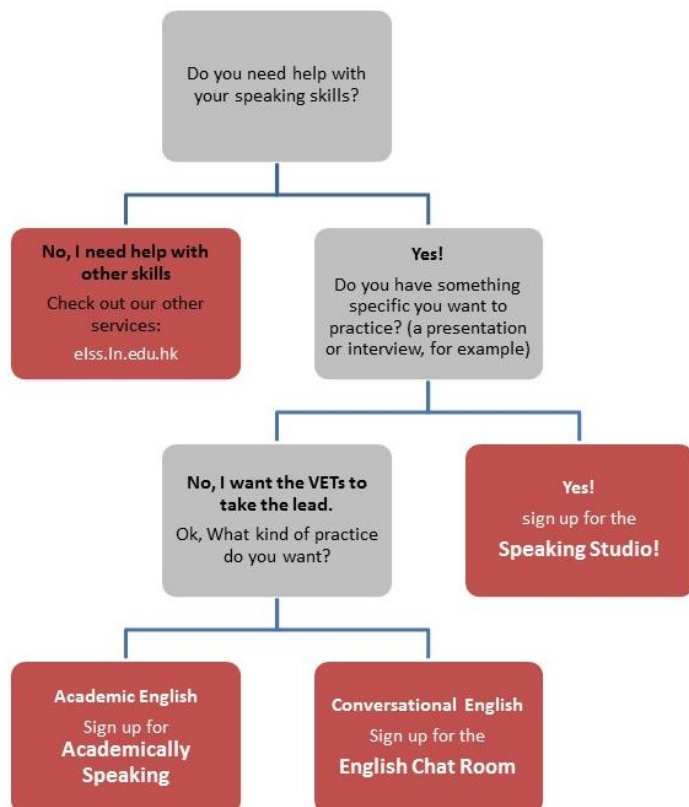 Do you need help with
your speaking skills?
No, I need help with
other skills
Check out our other
services:
elss.ln.edu.hk
Yes!
Do you have something
specific you want to
practice? (a presentation
or interview, for example)
No, I want the VETs to
take the lead.
Ok, What kind of practice
do you want?
Yes!
sign up for the
Speaking Studio!
Academic English
Sign up for
Academically
Speaking
Conversational English
Sign up for the
English Chat Room